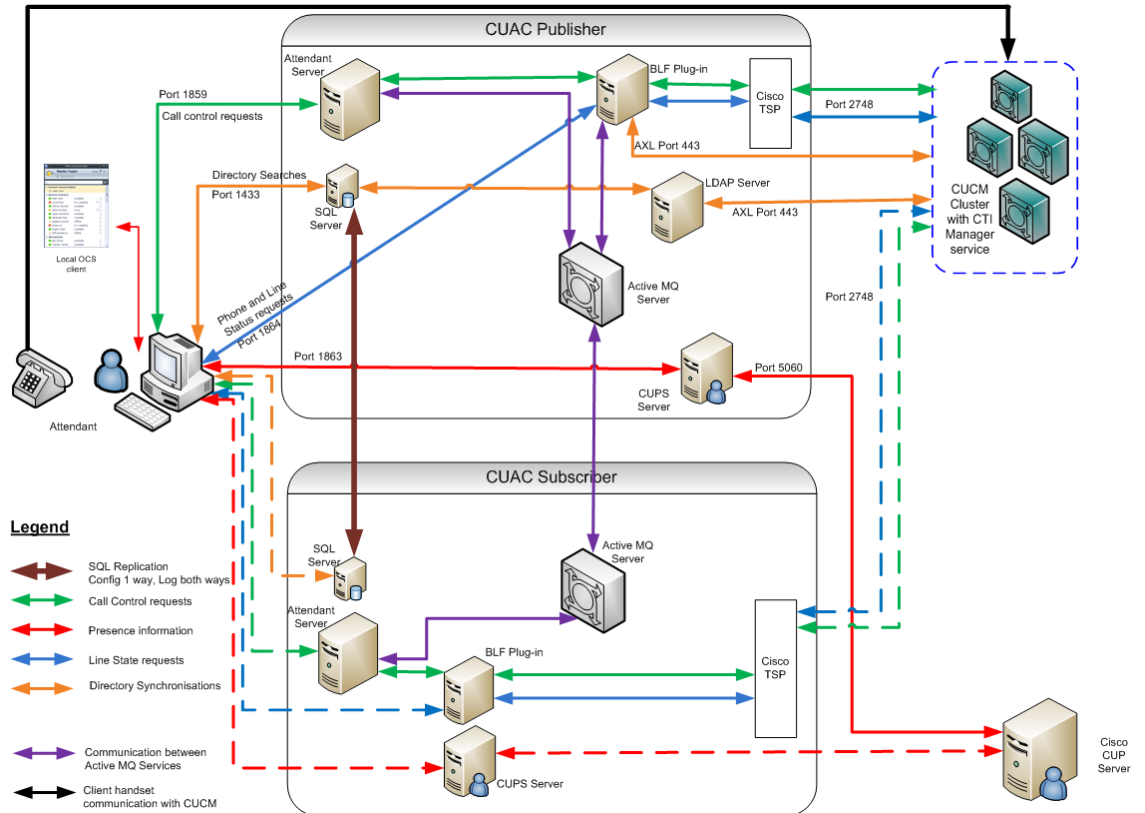 CUAC Publisher
Attendant
Server
BLF Plug-in
Cisco
TSP
Port 1859
Call control requests
Port 2748
AXL Port 443
Directory Searches
Port 1433
SQL
Server
LDAP Server
AXL Port 443
CUCM
Cluster
with CTI
Manager
service
Local OCS
client
Phone and Line
Status requests
Port 1864
Active MQ
Server
Port 2748
Port 1863
Port 5060
CUPS
Server
Attendant
CUAC Subscriber
Legend
SQL Replication
Config 1 way, Log both ways
Call Control requests
Presence information
Line State requests
Directory Synchronisations
Communication between
Active MQ Services
Client handset
communication with CUCM
SQL
Server
Active MQ
Server
Attendant
Server
BLF Plug-in
Cisco
TSP
CUPS Server
Cisco
CUP
Server